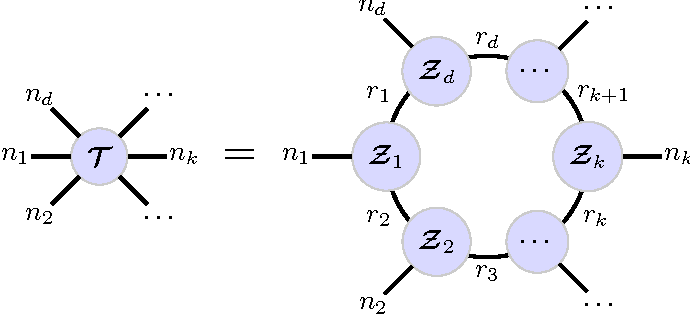 n_d ⋯
n_1 𝓣 n_k
n_2 ⋯
=
n_d r_d ⋯
r_1 𝓩_d ⋯ r_{k+1}
n_1 𝓩_1 𝓩_k n_k
r_2 𝓩_2 ⋯ r_k
n_2 r_3 ⋯